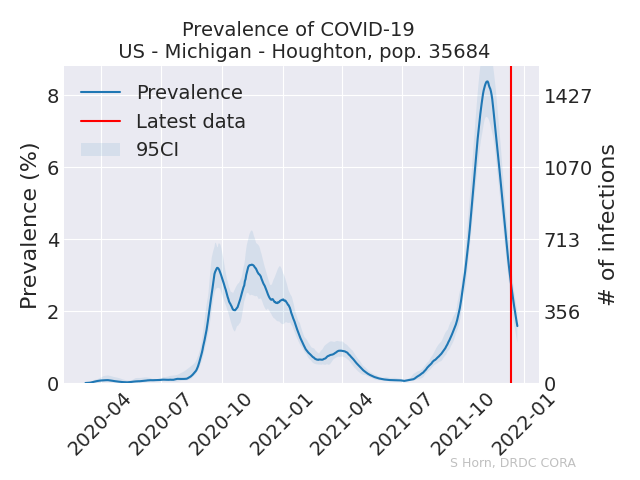 Prevalence of COVID-19
US - Michigan - Houghton, pop. 35684
Prevalence
Latest data
95CI
Prevalence (%)
8
6
4
2
0
1427
1070
713
356
0
# of infections
2020-04
2020-07
2020-10
2021-01
2021-04
2021-07
2021-10
2022-01
S Horn, DRDC CORA